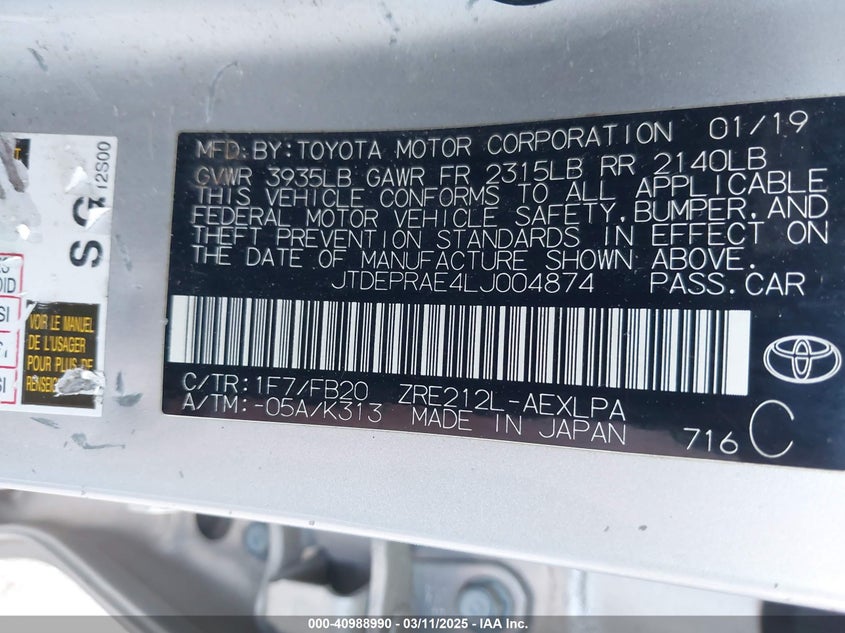 MFD. BY: TOYOTA MOTOR CORPORATION 01/19
GVWR 3935LB GAWR FR 2315LB RR 2140LB
THIS VEHICLE CONFORMS TO ALL APPLICABLE
FEDERAL MOTOR VEHICLE SAFETY, BUMPER, AND
THEFT PREVENTION STANDARDS IN EFFECT ON
THE DATE OF MANUFACTURE SHOWN ABOVE.
JTDEPRAE4LJ004874 PASS. CAR
C/TR: 1F7/FB20 ZRE212L-AEXLPA
A/TM: -05A/K313 MADE IN JAPAN
716 C
12S00
VOIR LE MANUEL
DE L'USAGER
POUR PLUS DE
000-40988990 - 03/11/2025 - IAAI.com